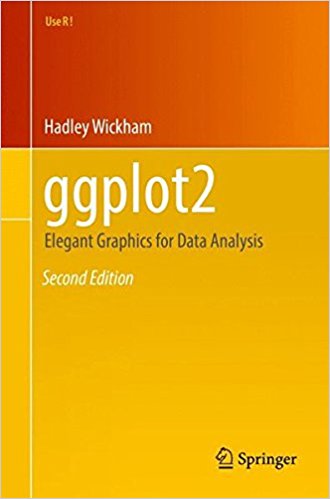 Use R!
Hadley Wickham
ggplot2
Elegant Graphics for Data Analysis
Second Edition
Springer